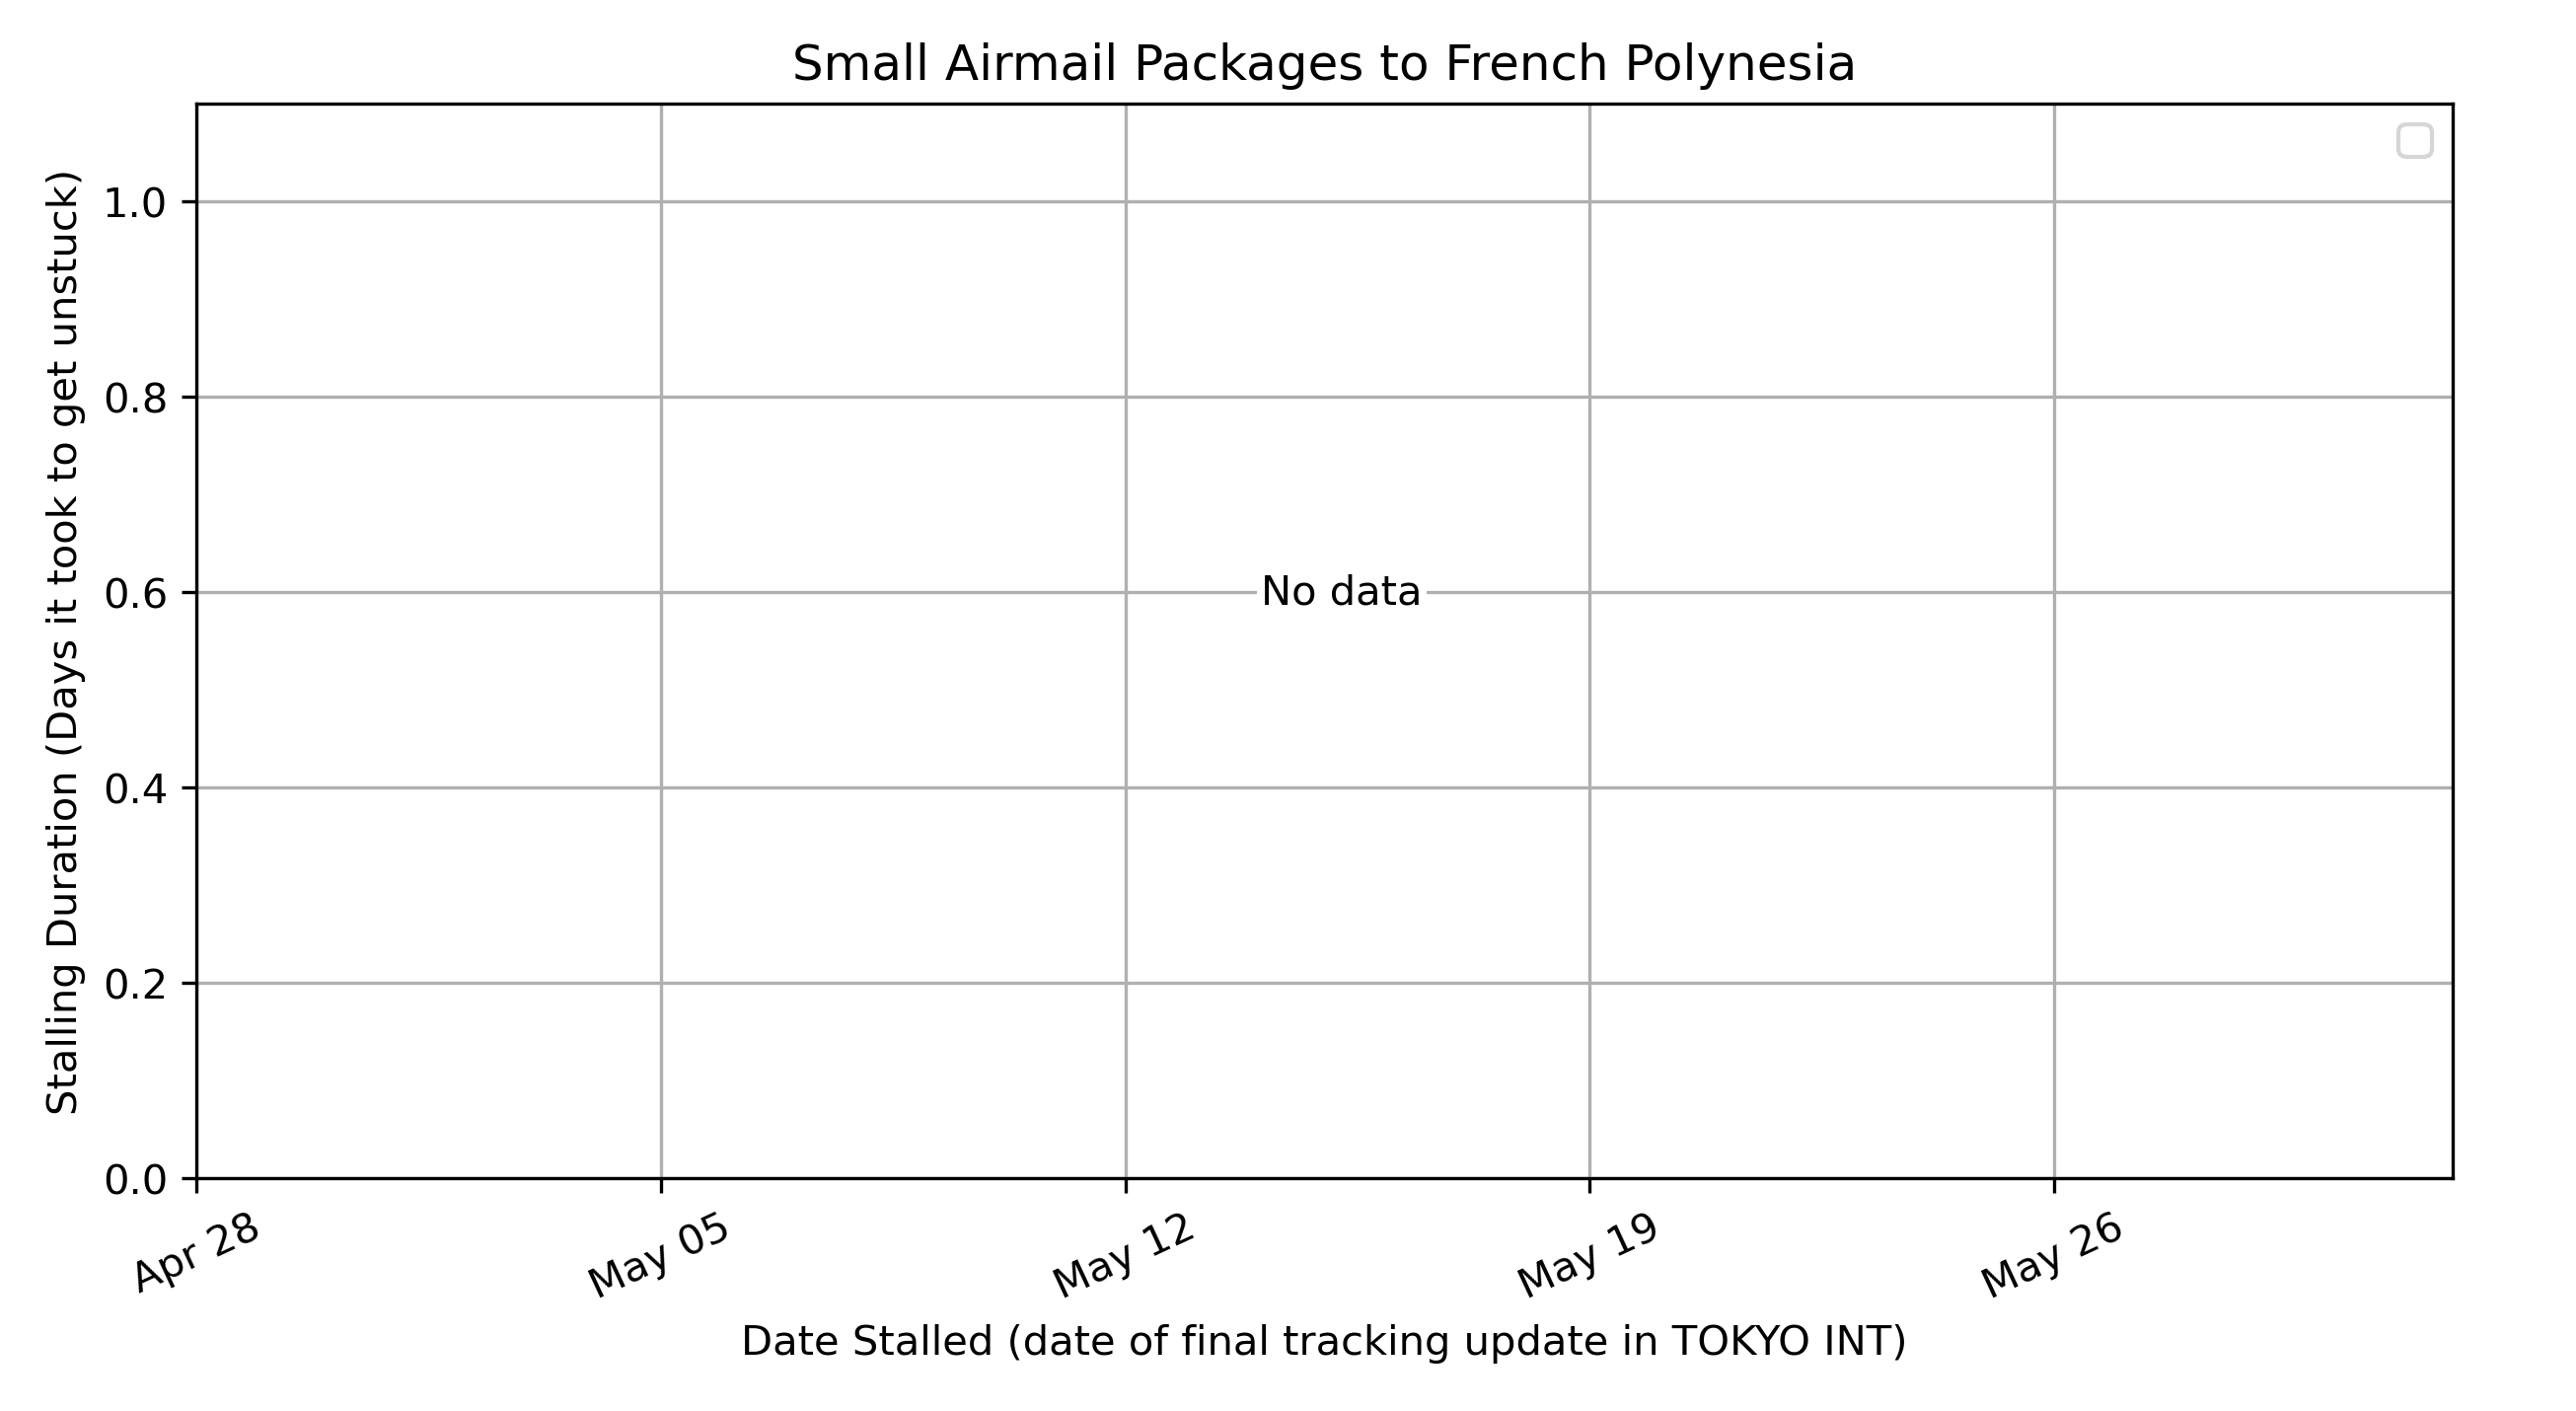 Small Airmail Packages to French Polynesia
Stalling Duration (Days it took to get unstuck)
1.0
0.8
0.6
0.4
0.2
0.0
No data
Apr 28
May 05
May 12
May 19
May 26
Date Stalled (date of final tracking update in TOKYO INT)